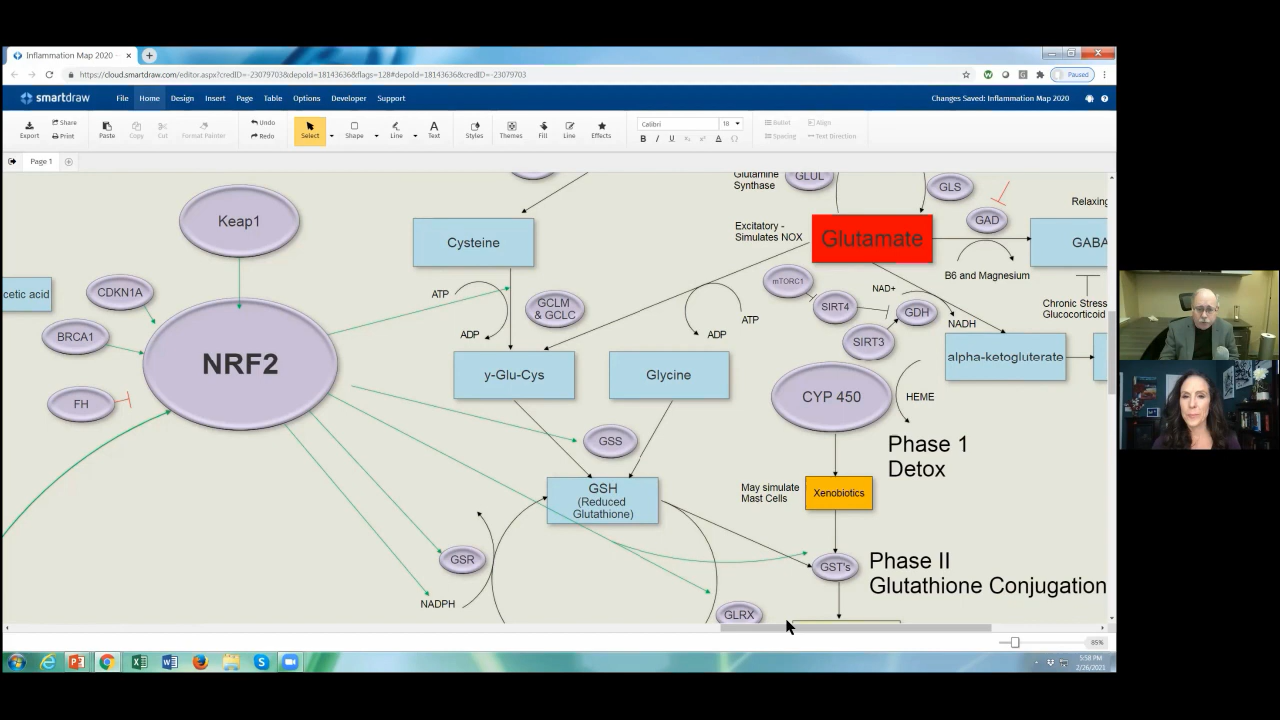 Inflammation Map 2020
https://cloud.smartdraw.com/editor.aspx?credID=-23079703&depoId=18143636&flags=128#depoId=18143636&credID=-23079703
Paused
smartdraw
File Home Design Insert Page Table Options Developer Support
Changes Saved: Inflammation Map 2020
Export
Share
Print
Paste
Copy
Cut
Format Painter
Undo
Redo
Select
Shape
Line
Text
Styles
Themes
Fill
Line
Effects
Calibri
18
B I U A
Bullet
Align
Spacing
Text Direction
Page 1
Glutamine
Synthase
GLUL
GLS
GAD
Relaxing
Keap1
Cysteine
Excitatory -
Simulates NOX
Glutamate
GABA
B6 and Magnesium
cetic acid
CDKN1A
ATP
ADP
GCLM
& GCLC
mTORC1
SIRT4
NAD+
GDH
NADH
Chronic Stress
Glucocorticoid
BRCA1
NRF2
ADP
ATP
SIRT3
y-Glu-Cys
Glycine
alpha-ketogluterate
FH
CYP 450
HEME
GSS
Phase 1
Detox
GSH
(Reduced
Glutathione)
May simulate
Mast Cells
Xenobiotics
GSR
GST's
Phase II
Glutathione Conjugation
NADPH
GLRX
85%
5:58 PM
2/26/2021